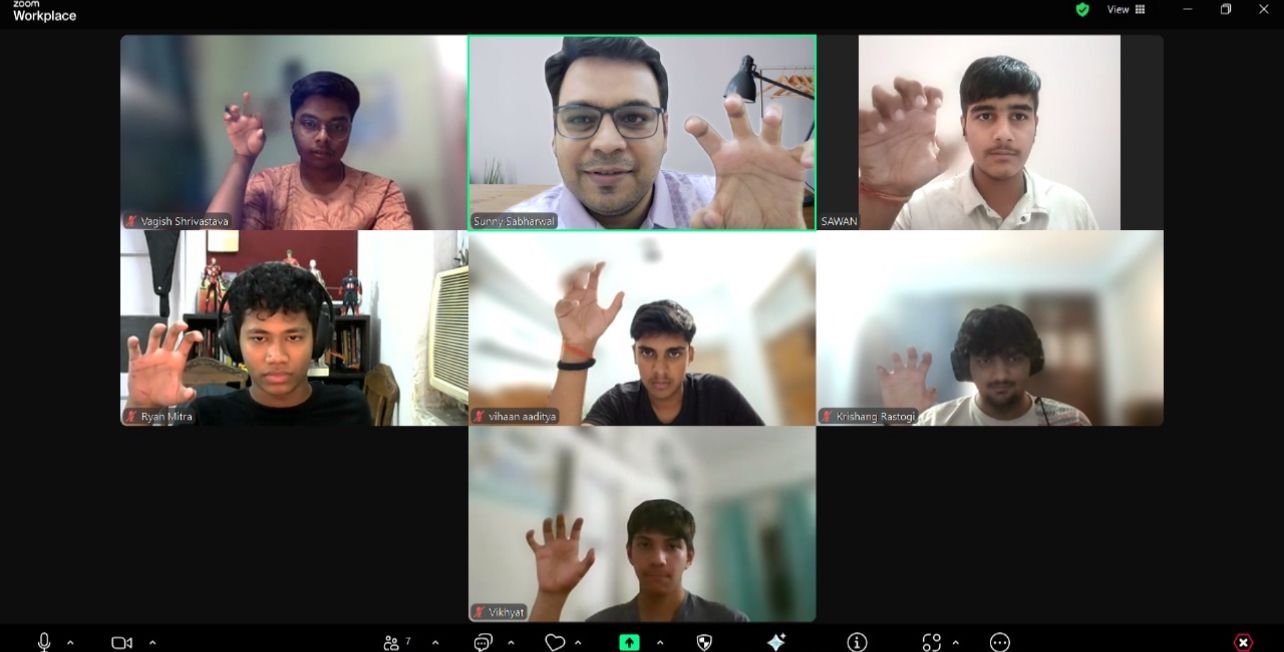 zoom
Workplace
View
Vagish Shrivastava
Sunny Sabharwal
SAWAN
Ryan Mitra
vihaan aaditya
Krishang Rastogi
Vikhyat
7